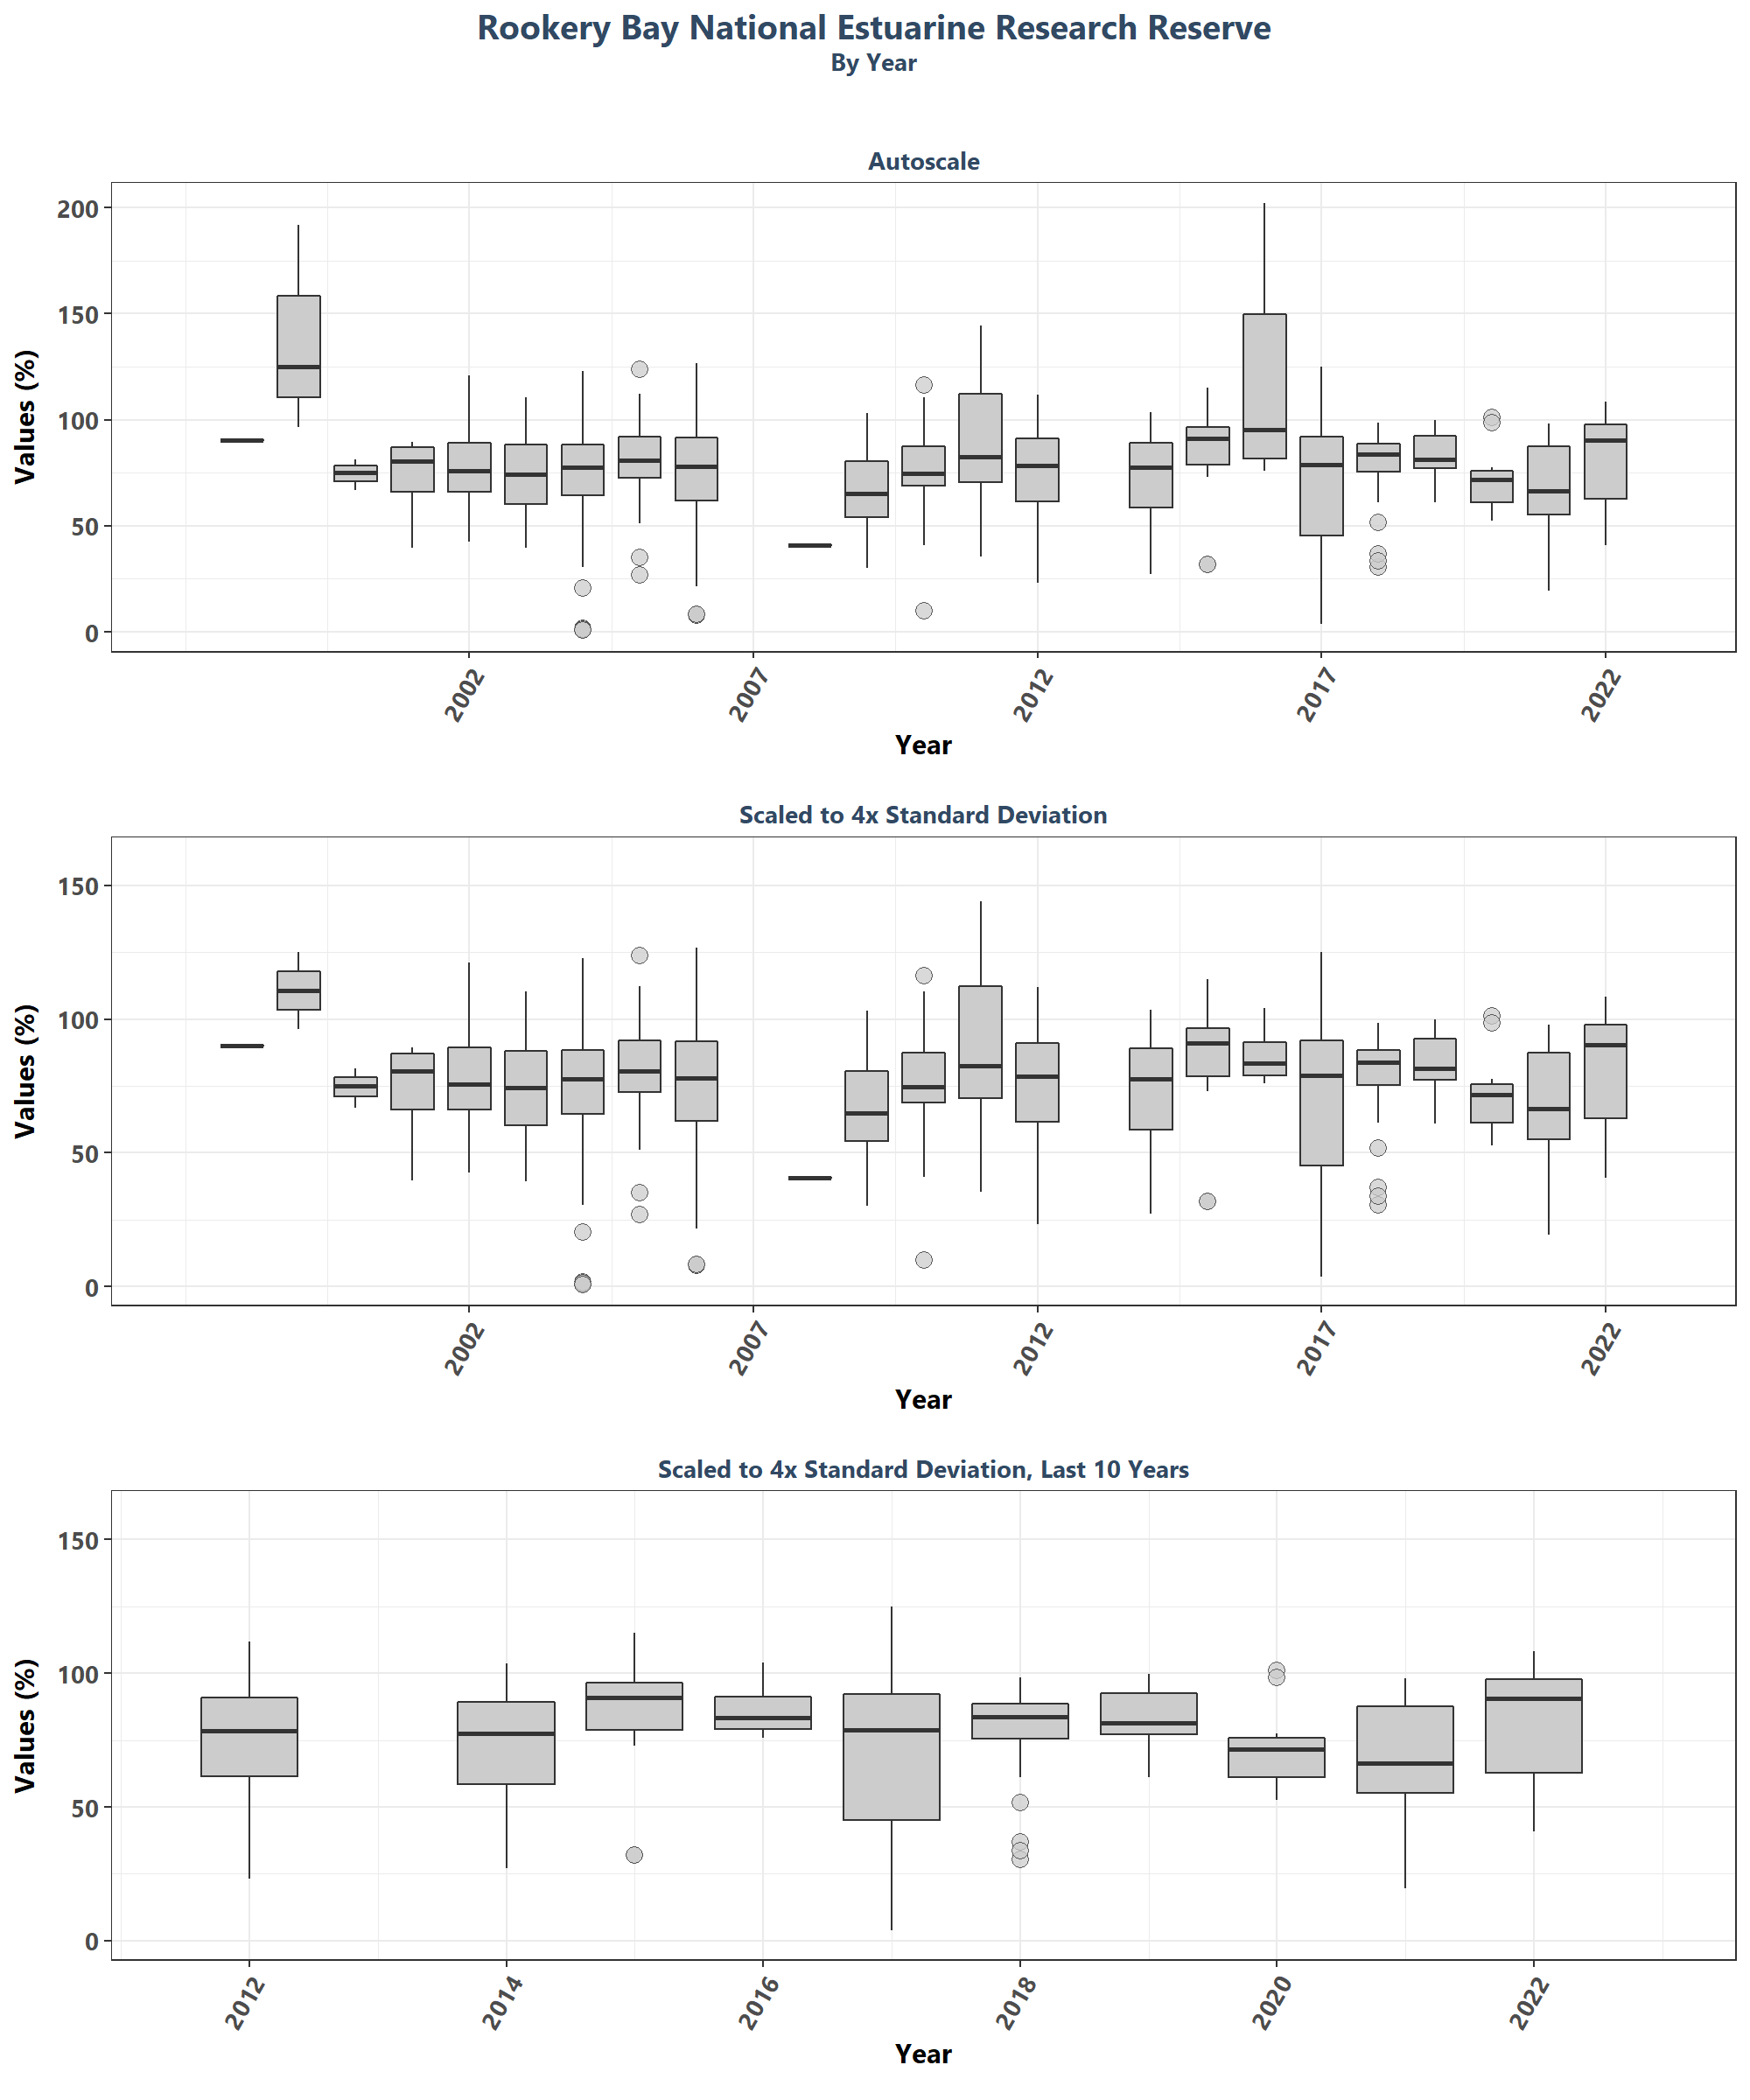 Rookery Bay National Estuarine Research Reserve
By Year
Autoscale
Values (%)
200
150
100
50
0
2002
2007
2012
2017
2022
Year
Scaled to 4x Standard Deviation
Values (%)
150
100
50
0
2002
2007
2012
2017
2022
Year
Scaled to 4x Standard Deviation, Last 10 Years
Values (%)
150
100
50
0
2012
2014
2016
2018
2020
2022
Year